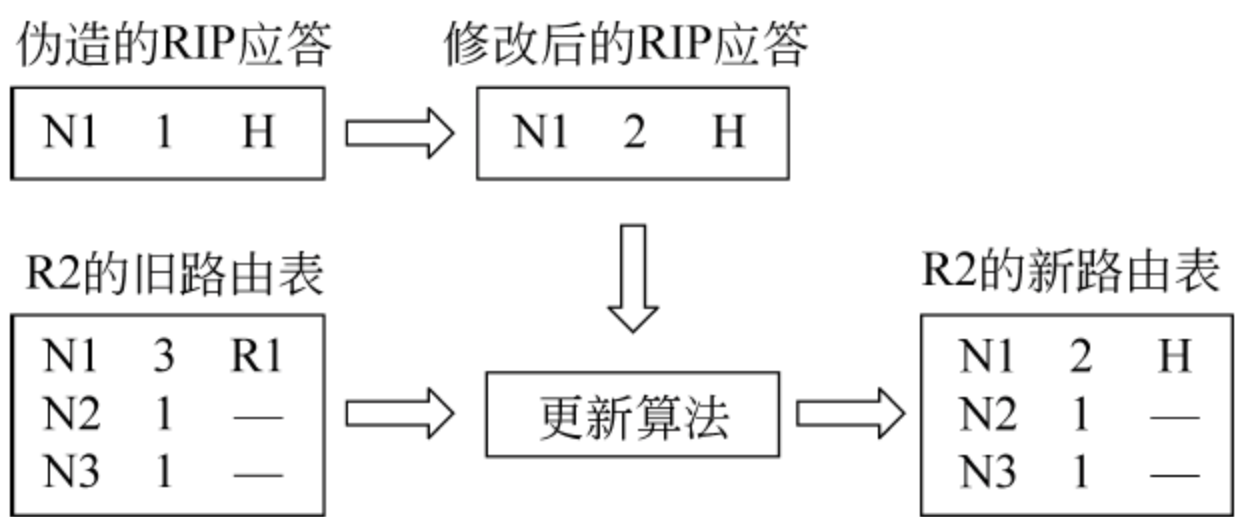 伪造的RIP应答
修改后的RIP应答
N1 1 H
N1 2 H
R2的旧路由表
R2的新路由表
N1 3 R1
N2 1 —
N3 1 —
更新算法
N1 2 H
N2 1 —
N3 1 —